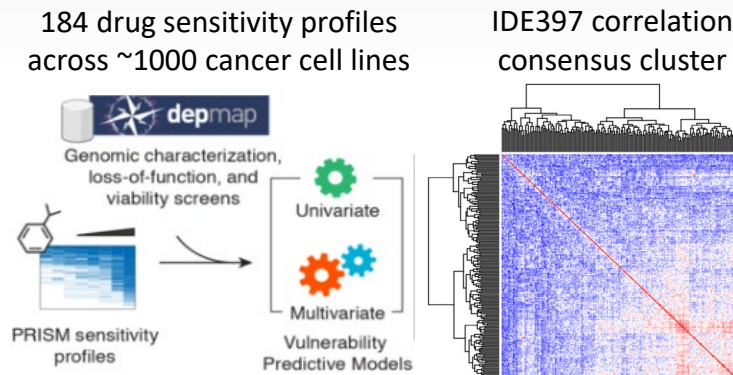 184 drug sensitivity profiles
across ~1000 cancer cell lines
IDE397 correlation
consensus cluster
depmap
Genomic characterization,
loss-of-function, and
viability screens
Univariate
Multivariate
PRISM sensitivity
profiles
Vulnerability
Predictive Models